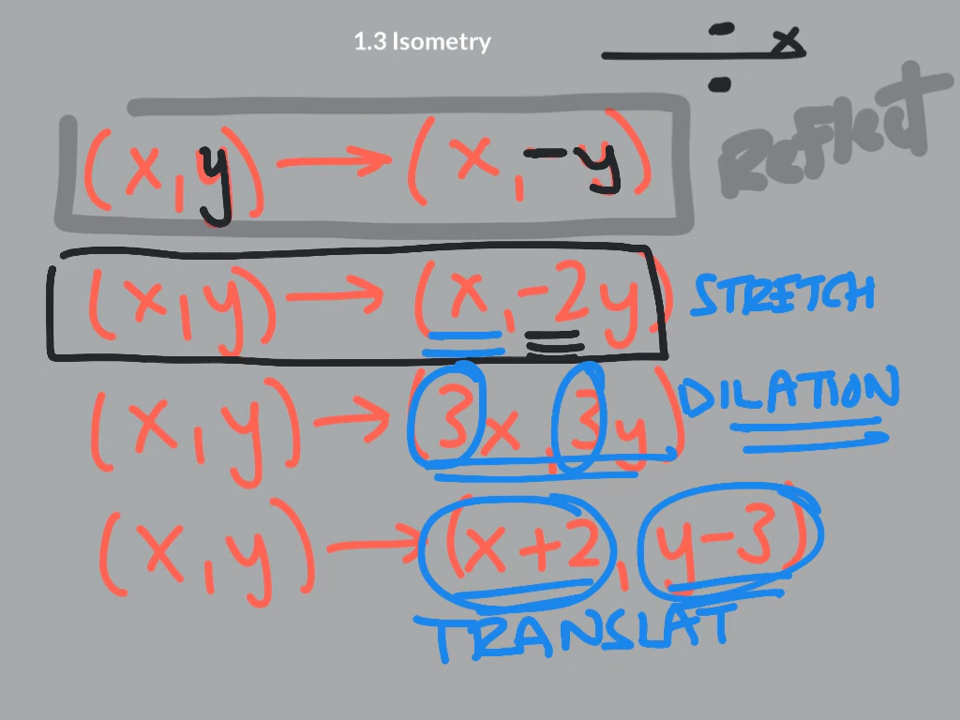 1.3 Isometry
÷ x
(x,y) → (x,-y) Reflect
(x,y) → (x,-2y) STRETCH
(x,y) → (3x,3y) DILATION
(x,y) → (x+2,y-3)
TRANSLAT